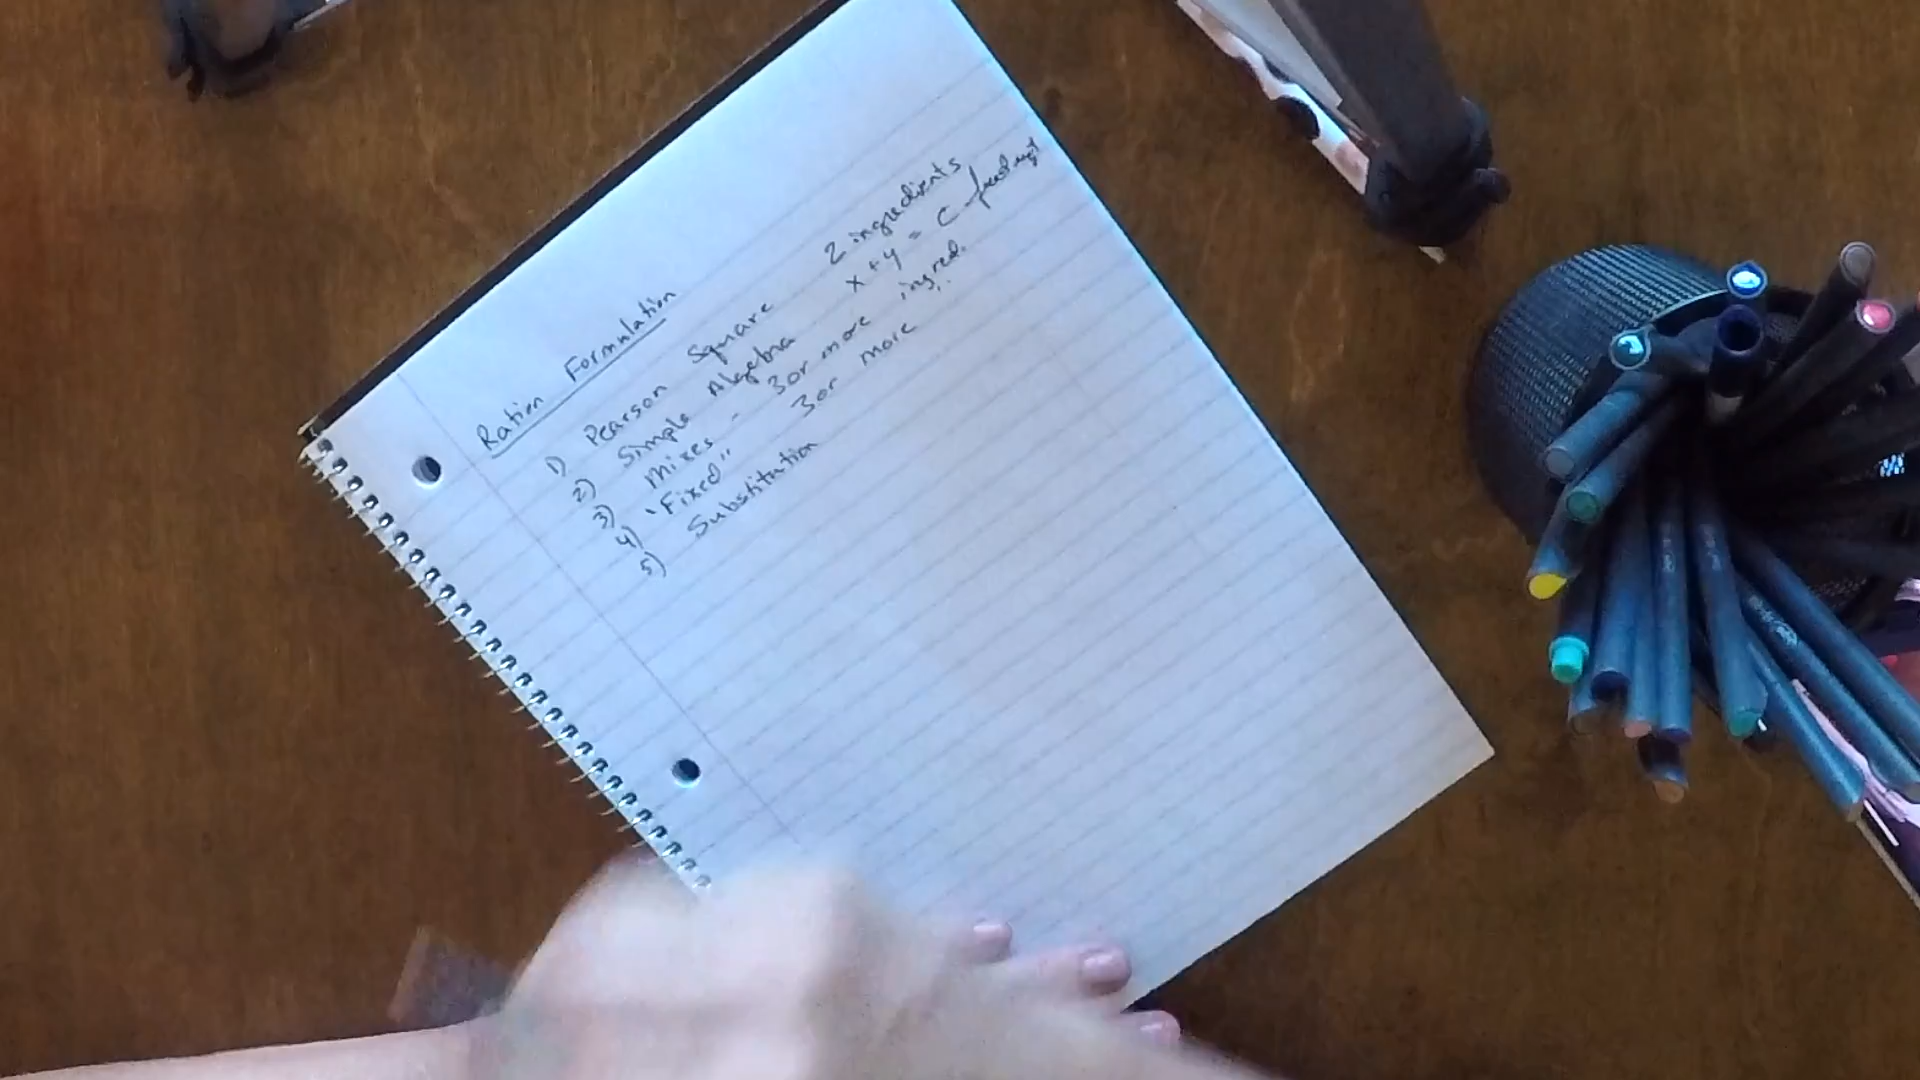 Ration Formulation
1) Pearson Square 2 ingredients
2) Simple Algebra x + y = C - feed
3) Mixes - 3 or more ingred.
4) "Fixed" 3 or more
5) Substitution